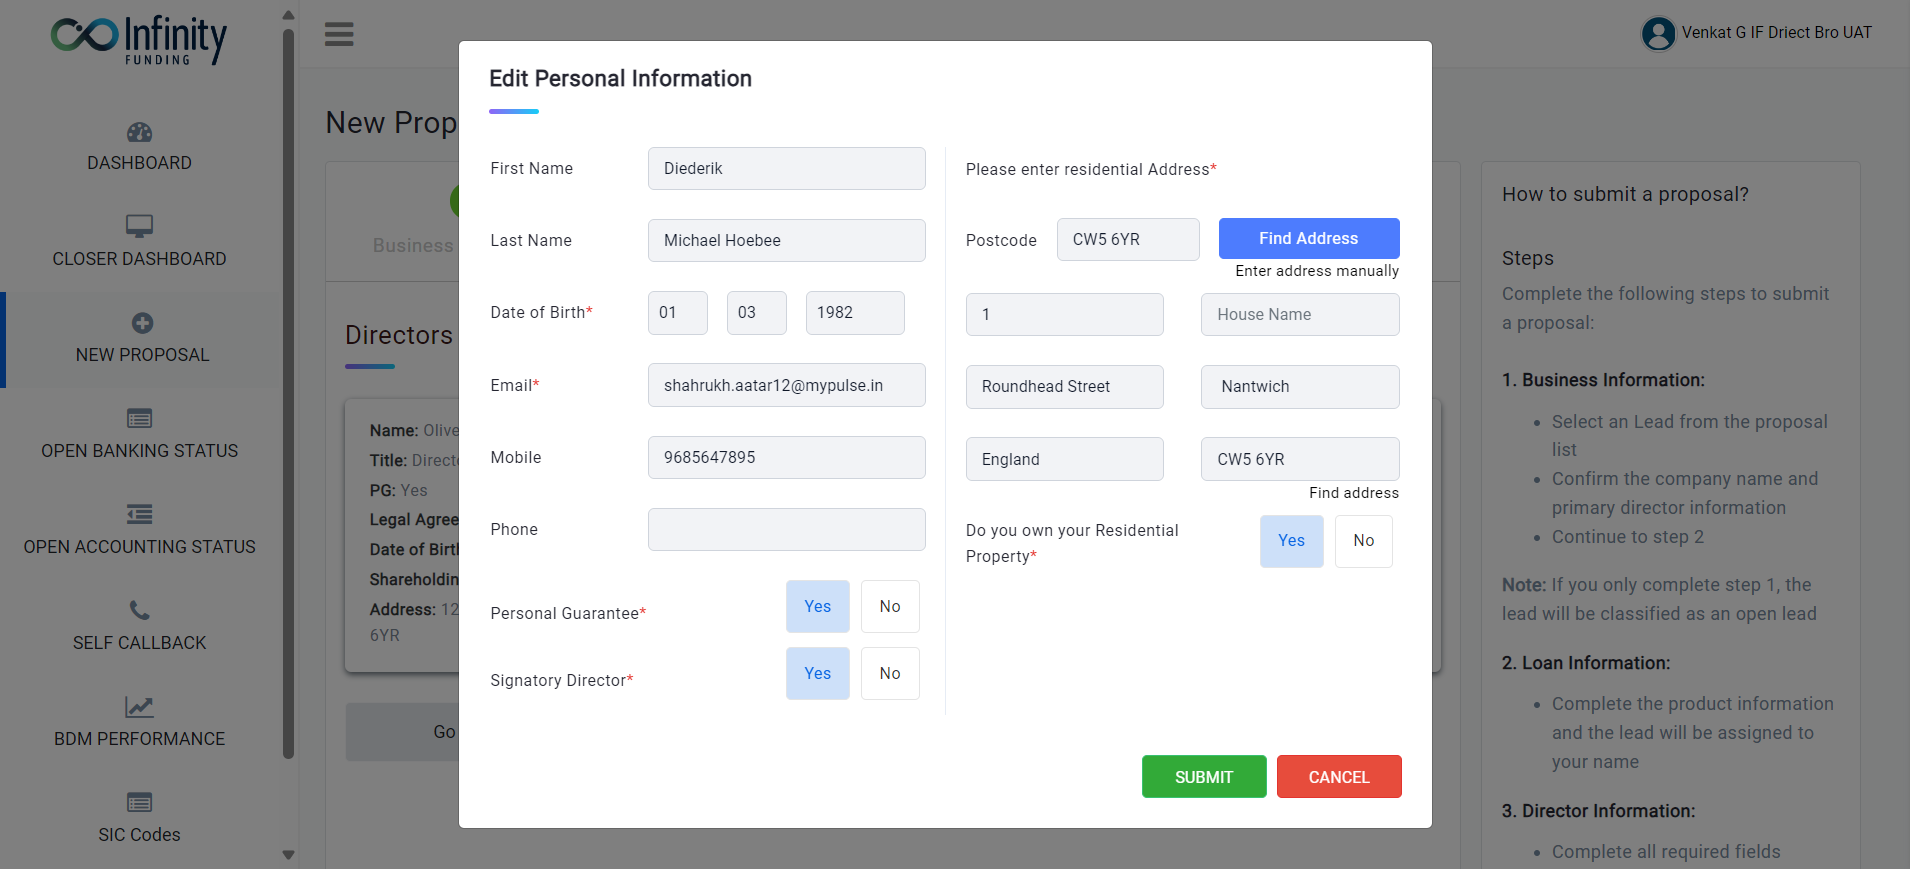 Infinity
FUNDING
DASHBOARD
CLOSER DASHBOARD
NEW PROPOSAL
OPEN BANKING STATUS
OPEN ACCOUNTING STATUS
SELF CALLBACK
BDM PERFORMANCE
SIC Codes
Venkat G IF Driect Bro UAT
New Prop
Business
Directors
Name: Olive
Title: Direct
PG: Yes
Legal Agree
Date of Birt
Shareholdin
Address: 12
6YR
Go
Edit Personal Information
First Name
Diederik
Last Name
Michael Hoebee
Date of Birth*
01
03
1982
Email*
shahrukh.aatar12@mypulse.in
Mobile
9685647895
Phone
Personal Guarantee*
Yes
No
Signatory Director*
Yes
No
Please enter residential Address*
Postcode
CW5 6YR
Find Address
Enter address manually
1
House Name
Roundhead Street
Nantwich
England
CW5 6YR
Find address
Do you own your Residential
Property*
Yes
No
SUBMIT
CANCEL
How to submit a proposal?
Steps
Complete the following steps to submit
a proposal:
1. Business Information:
• Select an Lead from the proposal
list
• Confirm the company name and
primary director information
• Continue to step 2
Note: If you only complete step 1, the
lead will be classified as an open lead
2. Loan Information:
• Complete the product information
and the lead will be assigned to
your name
3. Director Information:
• Complete all required fields